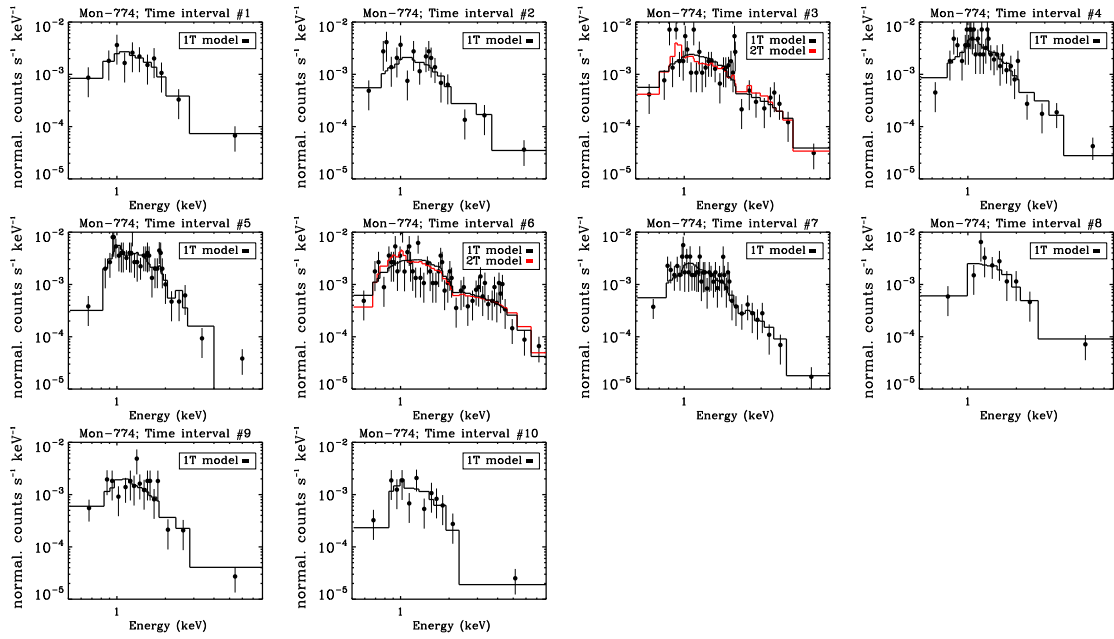 Mon-774; Time interval #1
1T model
normal. counts s⁻¹ keV⁻¹
10⁻²
10⁻³
10⁻⁴
10⁻⁵
1
Energy (keV)
Mon-774; Time interval #2
1T model
normal. counts s⁻¹ keV⁻¹
10⁻²
10⁻³
10⁻⁴
10⁻⁵
1
Energy (keV)
Mon-774; Time interval #3
1T model
2T model
normal. counts s⁻¹ keV⁻¹
10⁻²
10⁻³
10⁻⁴
10⁻⁵
1
Energy (keV)
Mon-774; Time interval #4
1T model
normal. counts s⁻¹ keV⁻¹
10⁻²
10⁻³
10⁻⁴
10⁻⁵
1
Energy (keV)
Mon-774; Time interval #5
1T model
normal. counts s⁻¹ keV⁻¹
10⁻²
10⁻³
10⁻⁴
10⁻⁵
1
Energy (keV)
Mon-774; Time interval #6
1T model
2T model
normal. counts s⁻¹ keV⁻¹
10⁻²
10⁻³
10⁻⁴
10⁻⁵
1
Energy (keV)
Mon-774; Time interval #7
1T model
normal. counts s⁻¹ keV⁻¹
10⁻²
10⁻³
10⁻⁴
10⁻⁵
1
Energy (keV)
Mon-774; Time interval #8
1T model
normal. counts s⁻¹ keV⁻¹
10⁻²
10⁻³
10⁻⁴
10⁻⁵
1
Energy (keV)
Mon-774; Time interval #9
1T model
normal. counts s⁻¹ keV⁻¹
10⁻²
10⁻³
10⁻⁴
10⁻⁵
1
Energy (keV)
Mon-774; Time interval #10
1T model
normal. counts s⁻¹ keV⁻¹
10⁻²
10⁻³
10⁻⁴
10⁻⁵
1
Energy (keV)